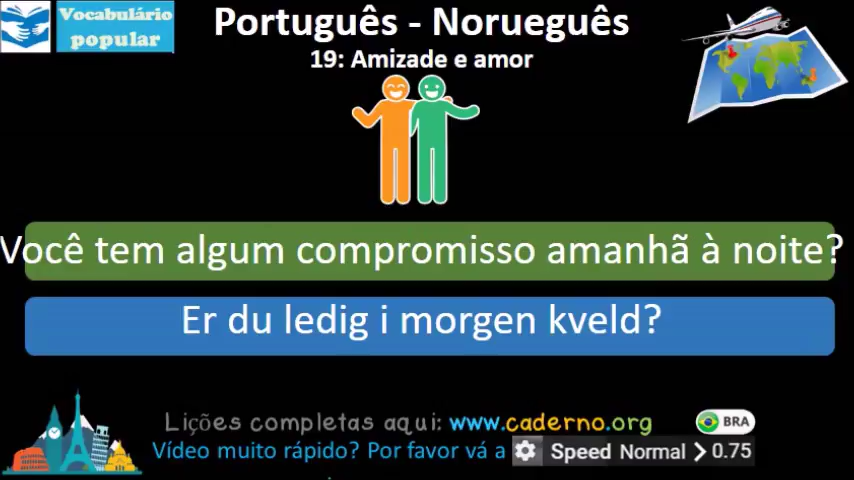 Vocabulário
popular
Português - Norueguês
19: Amizade e amor
Você tem algum compromisso amanhã à noite?
Er du ledig i morgen kveld?
Lições completas aqui: www.caderno.org
BRA
Vídeo muito rápido? Por favor vá a Speed Normal > 0.75